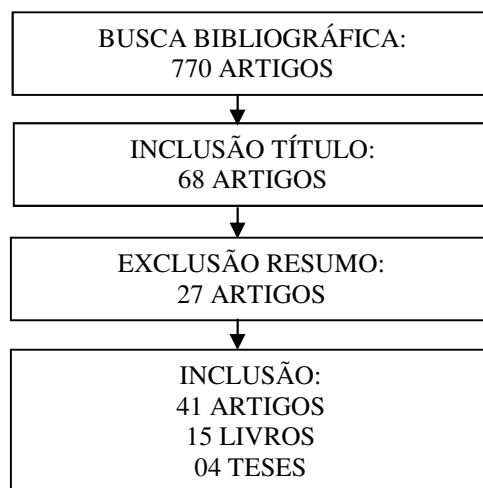 BUSCA BIBLIOGRÁFICA:
770 ARTIGOS
INCLUSÃO TÍTULO:
68 ARTIGOS
EXCLUSÃO RESUMO:
27 ARTIGOS
INCLUSÃO:
41 ARTIGOS
15 LIVROS
04 TESES